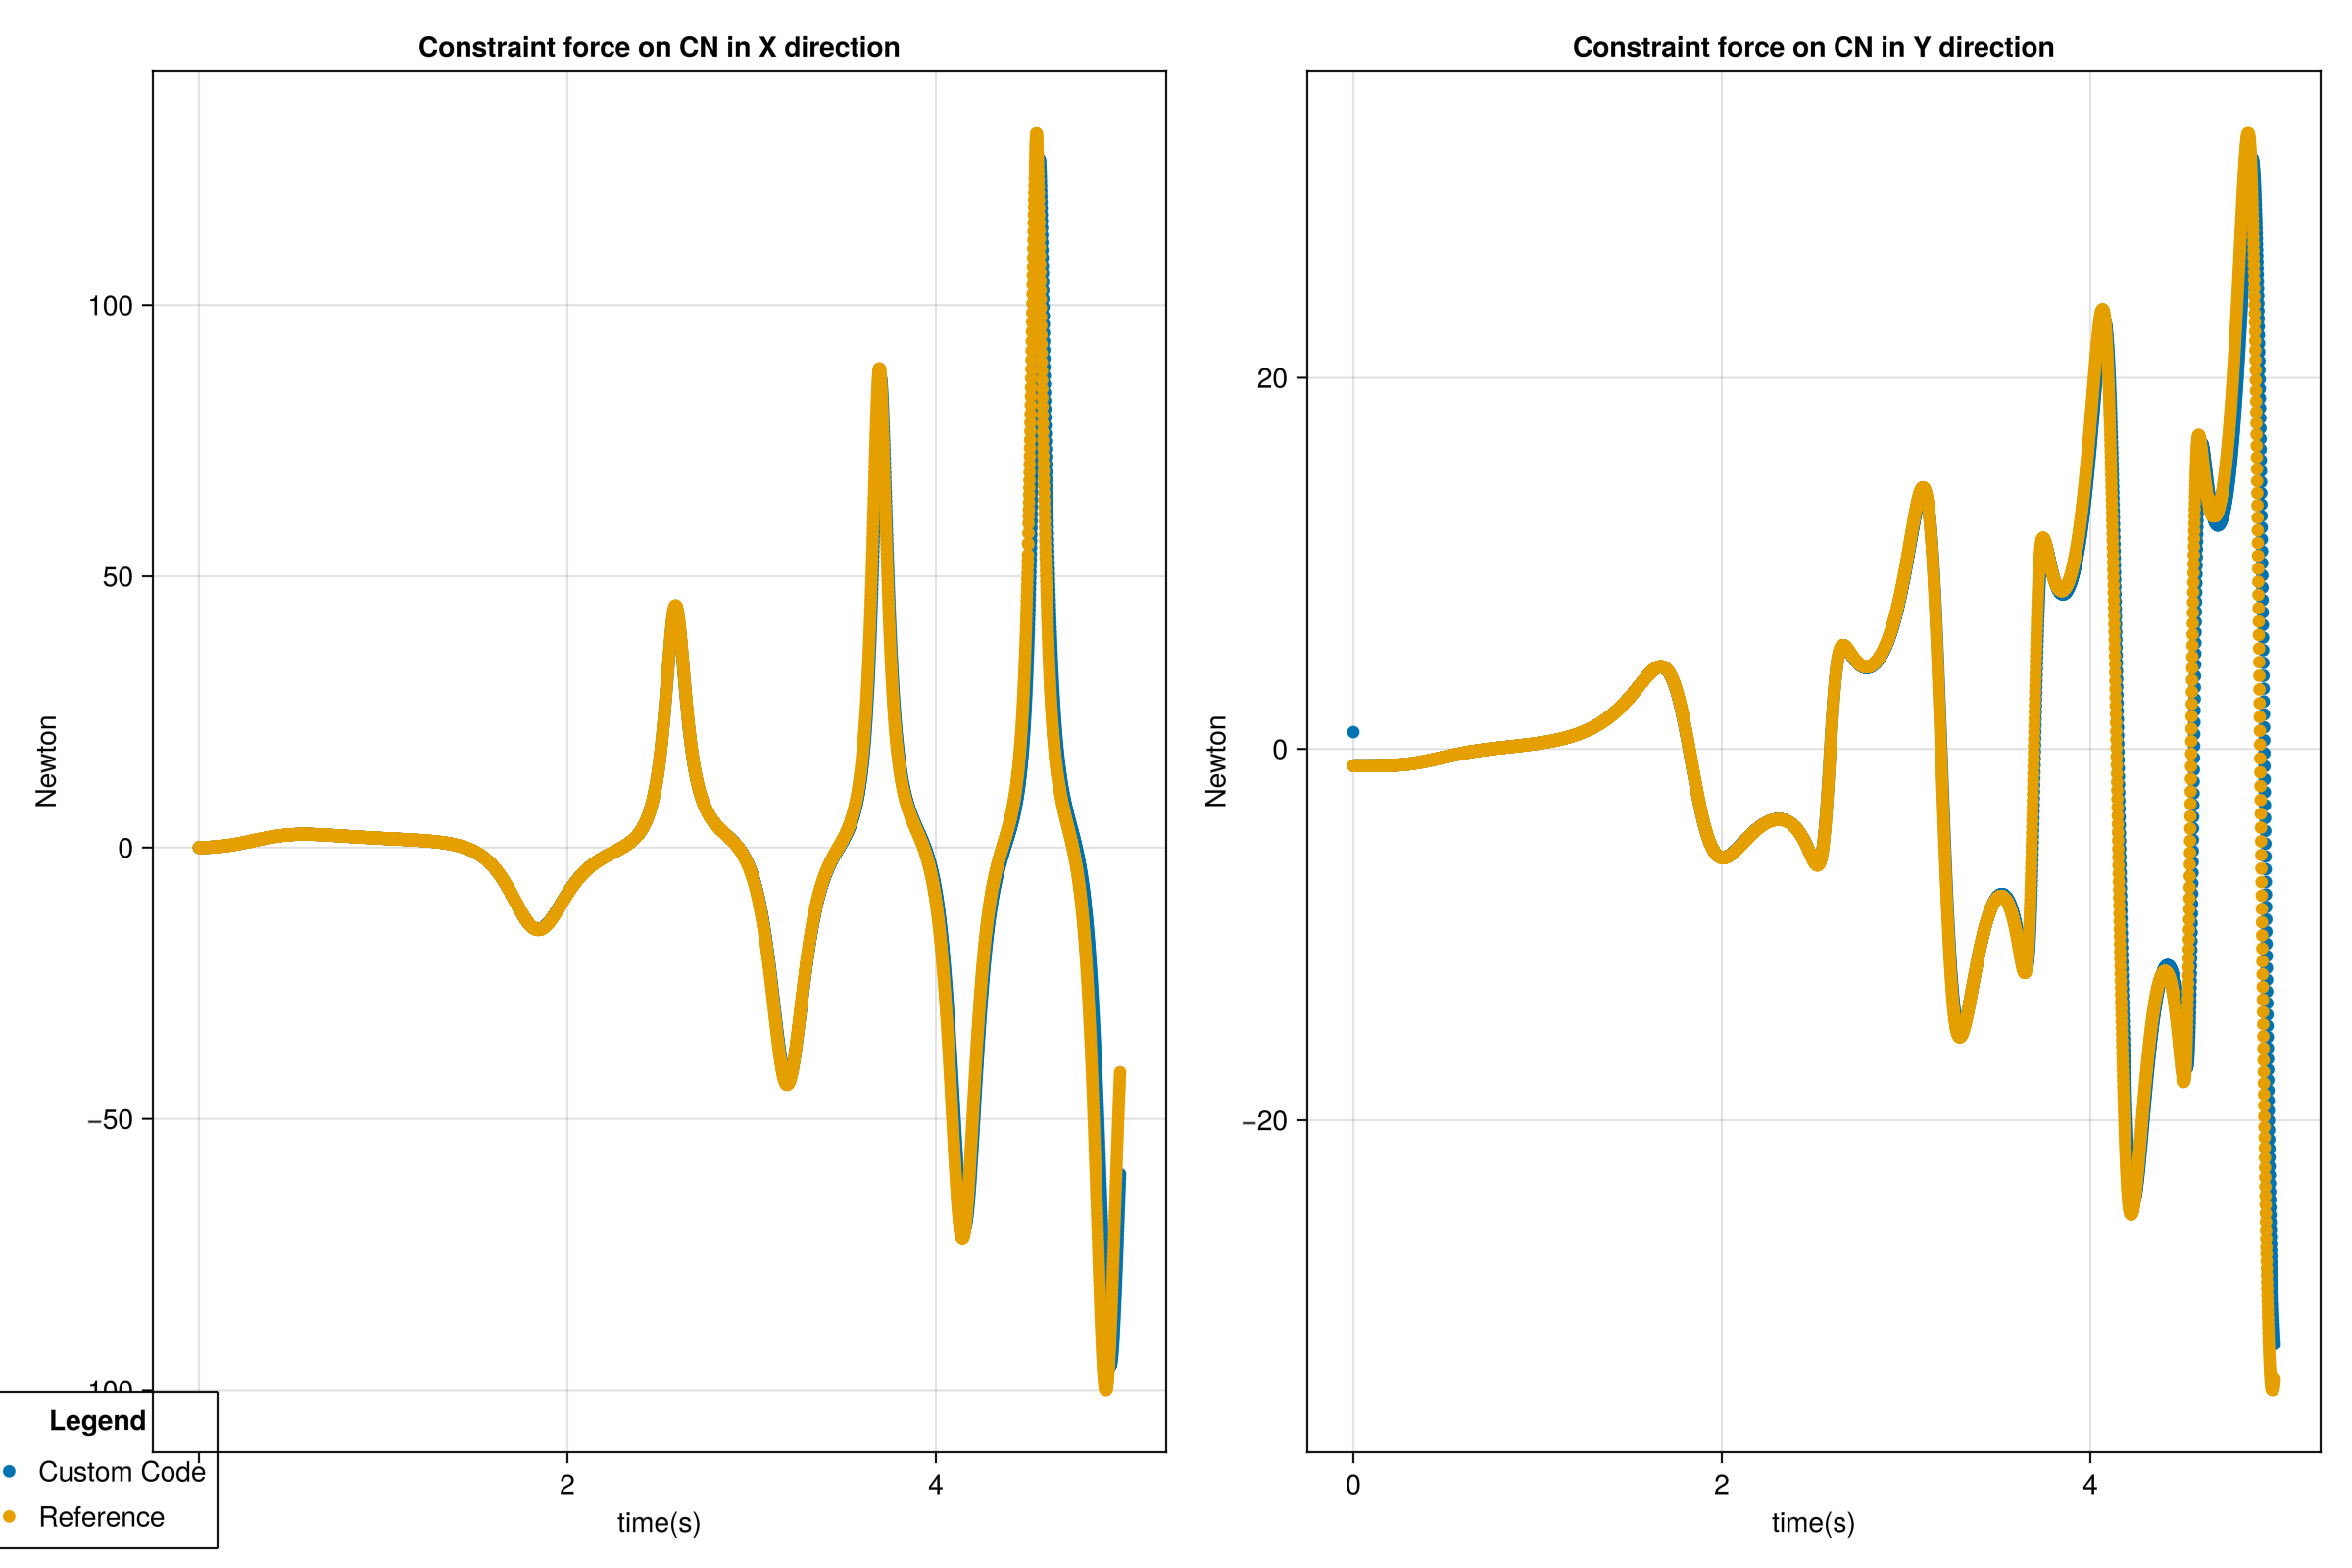 Constraint force on CN in X direction
Newton
100
50
0
−50
2
4
time(s)
Constraint force on CN in Y direction
Newton
20
0
−20
0
2
4
time(s)
Legend
Custom Code
Reference